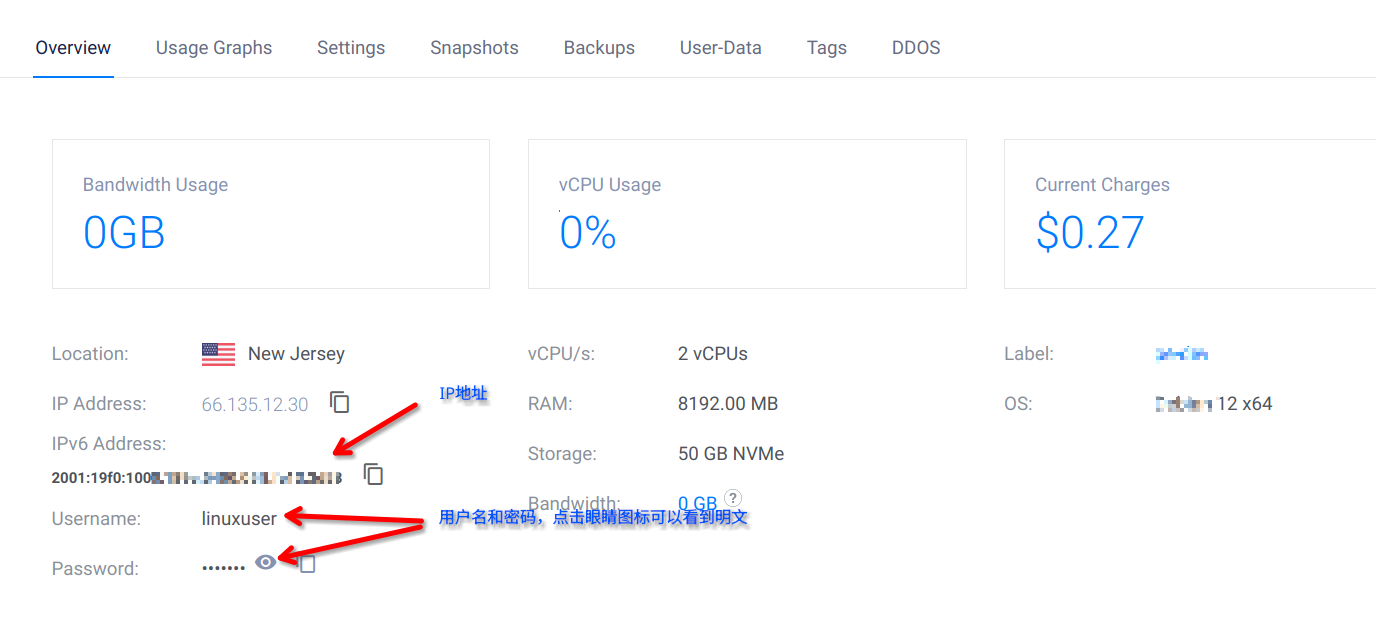 Overview Usage Graphs Settings Snapshots Backups User-Data Tags DDOS
Bandwidth Usage
0GB
vCPU Usage
0%
Current Charges
$0.27
Location: New Jersey
IP Address: 66.135.12.30
IPv6 Address:
2001:19f0:100
Username: linuxuser
Password: •••••••
IP地址
用户名和密码，点击眼睛图标可以看到明文
vCPU/s: 2 vCPUs
RAM: 8192.00 MB
Storage: 50 GB NVMe
Bandwidth: 0 GB ?
Label:
OS: 12 x64